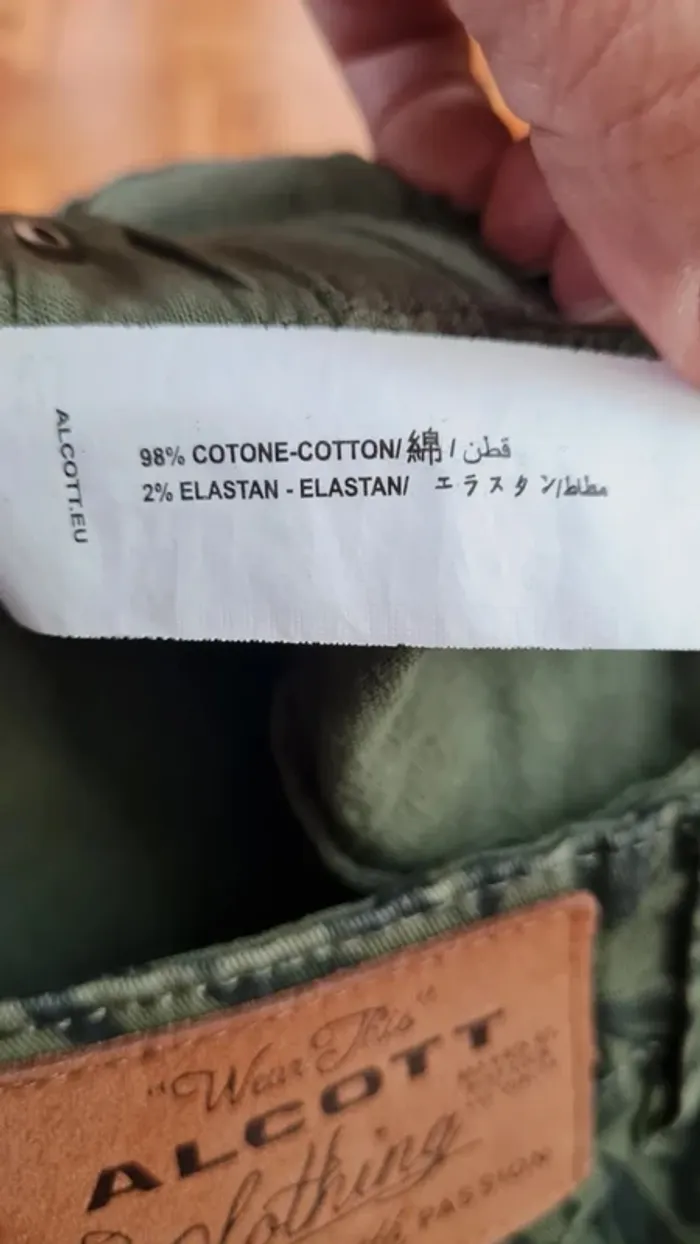 ALCOTT.EU
98% COTONE-COTTON/ 綿 / قطن
2% ELASTAN - ELASTAN/ エラスタン/مطاط
"Wear This"
ALCOTT
Clothing
PASSION